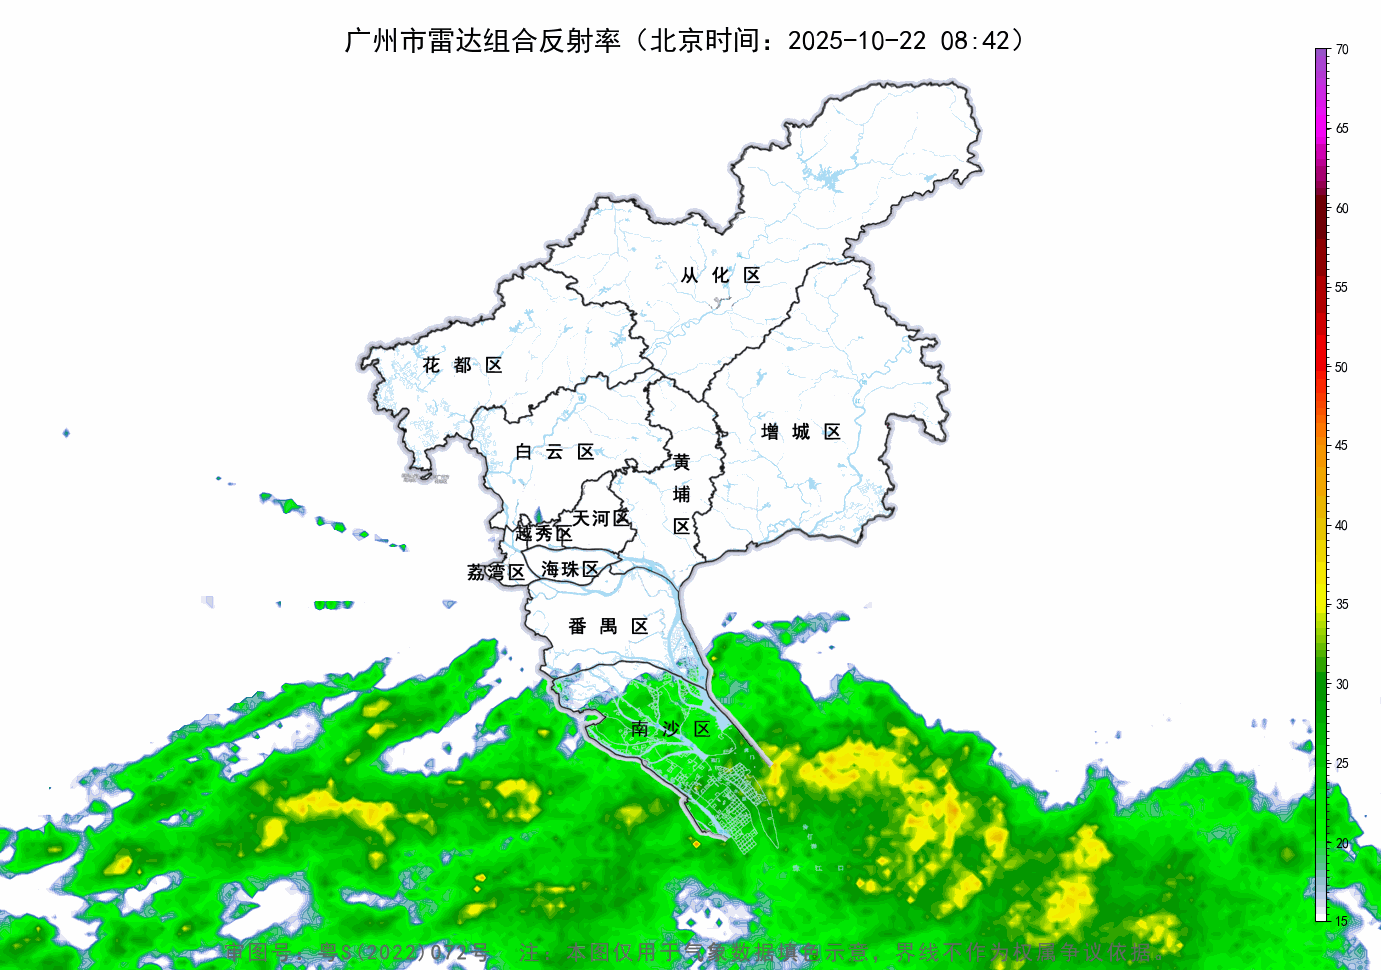 广州市雷达组合反射率（北京时间：2025-10-22 08:42）
70
65
60
55
50
45
40
35
30
25
20
15
从化区
花都区
增城区
白云区
黄埔区
天河区
越秀区
荔湾区
海珠区
番禺区
南沙区
审图号：粤S(2022)072号 注：本图仅用于气象数据填色示意，界线不作为权属争议依据。